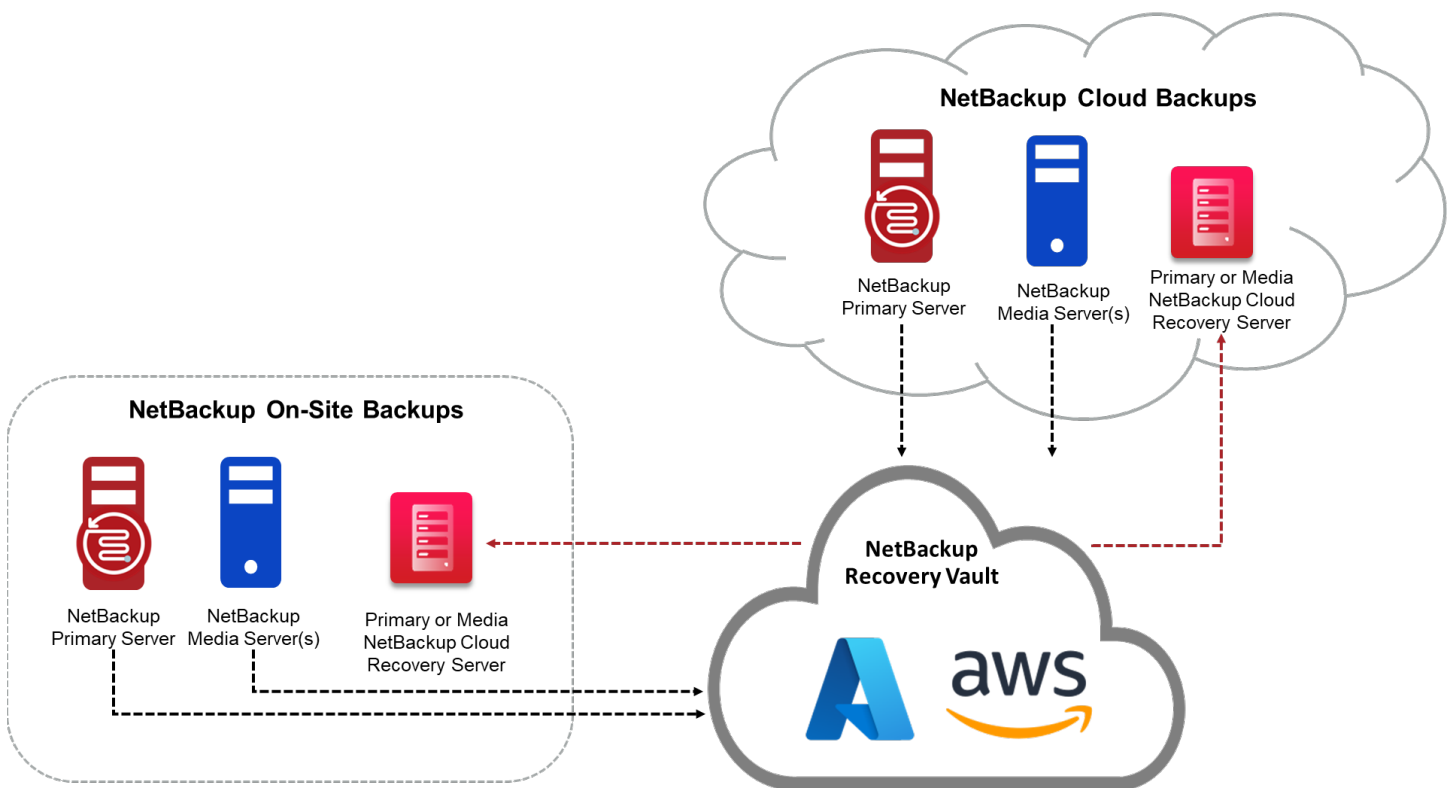 NetBackup Cloud Backups
NetBackup
Primary Server
NetBackup
Media Server(s)
Primary or Media
NetBackup Cloud
Recovery Server
NetBackup On-Site Backups
NetBackup
Primary Server
NetBackup
Media Server(s)
Primary or Media
NetBackup Cloud
Recovery Server
NetBackup
Recovery Vault
aws